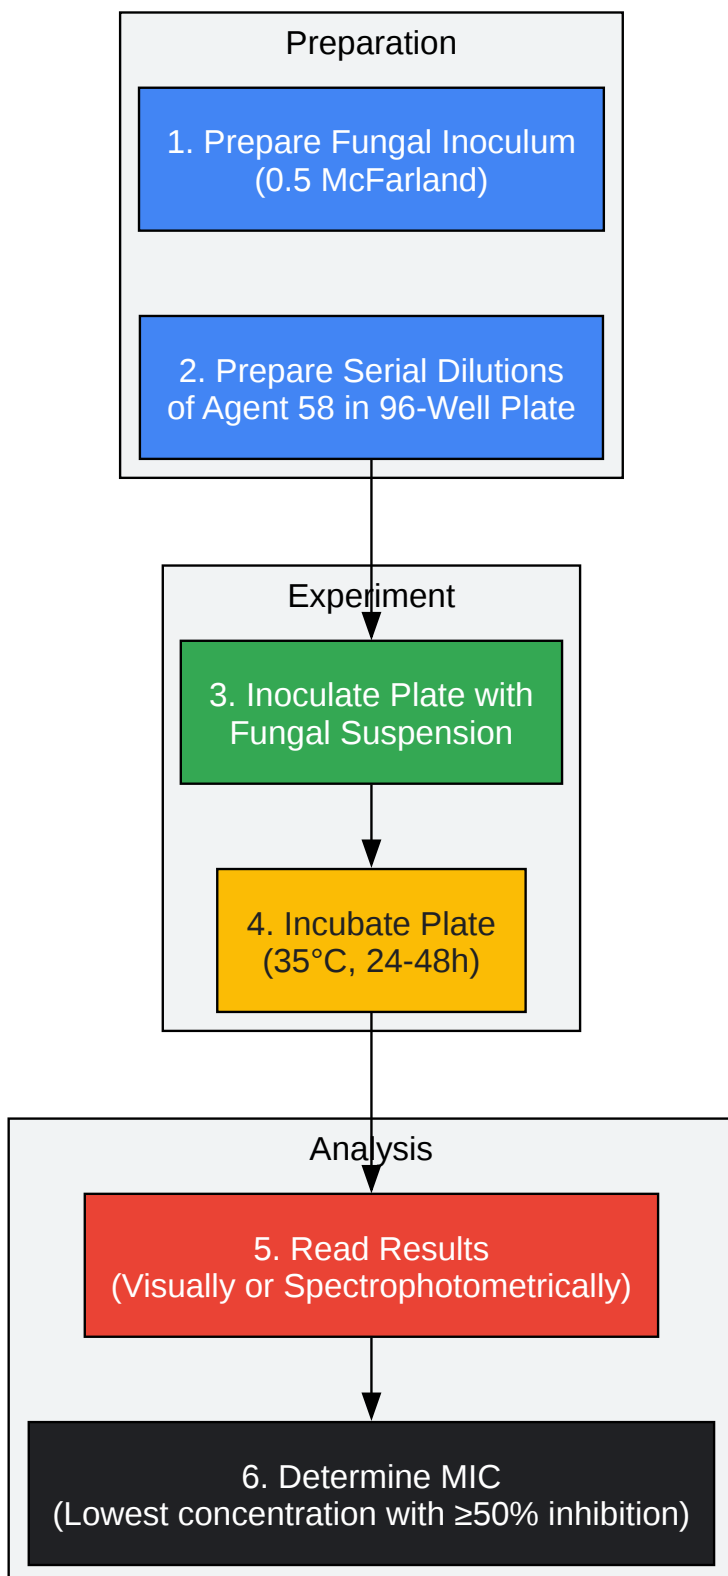 Preparation
1. Prepare Fungal Inoculum
(0.5 McFarland)
2. Prepare Serial Dilutions
of Agent 58 in 96-Well Plate
Experiment
3. Inoculate Plate with
Fungal Suspension
4. Incubate Plate
(35°C, 24-48h)
Analysis
5. Read Results
(Visually or Spectrophotometrically)
6. Determine MIC
(Lowest concentration with ≥50% inhibition)